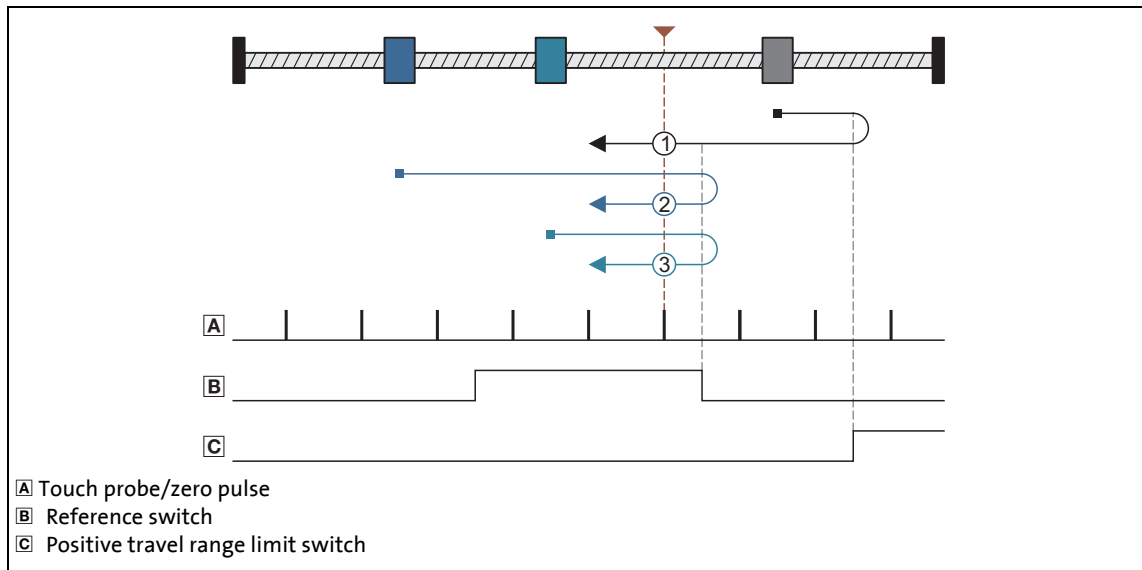 1
2
3
A
B
C
A Touch probe/zero pulse
B Reference switch
C Positive travel range limit switch